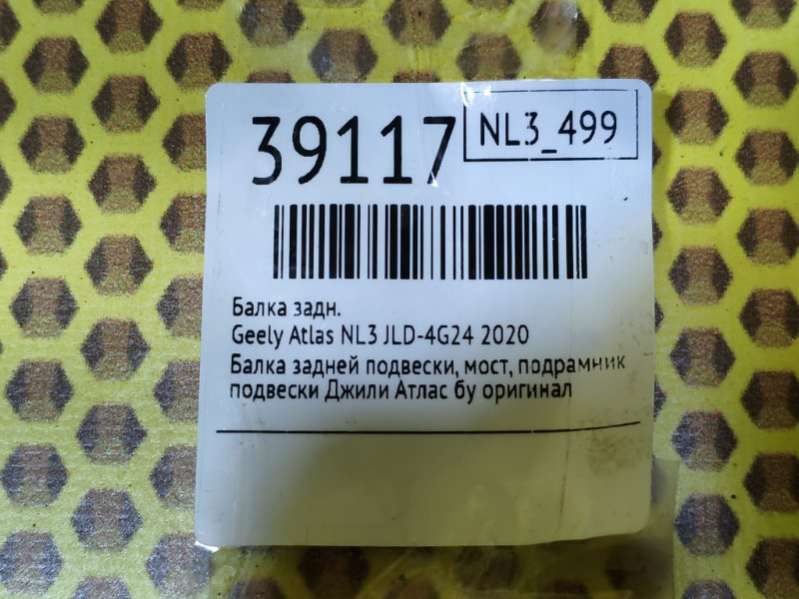 39117
NL3_499
Балка задн.
Geely Atlas NL3 JLD-4G24 2020
Балка задней подвески, мост, подрамник
подвески Джили Атлас бу оригинал